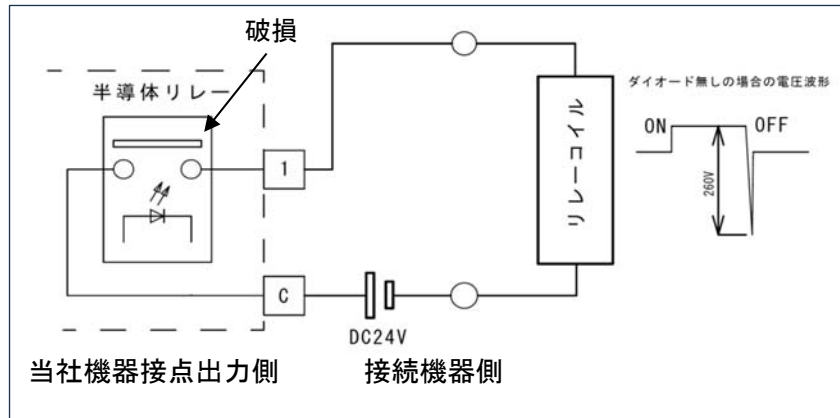 破損
半導体リレー
ダイオード無しの場合の電圧波形
ON
OFF
260V
1
リレーコイル
C
DC24V
当社機器接点出力側
接続機器側